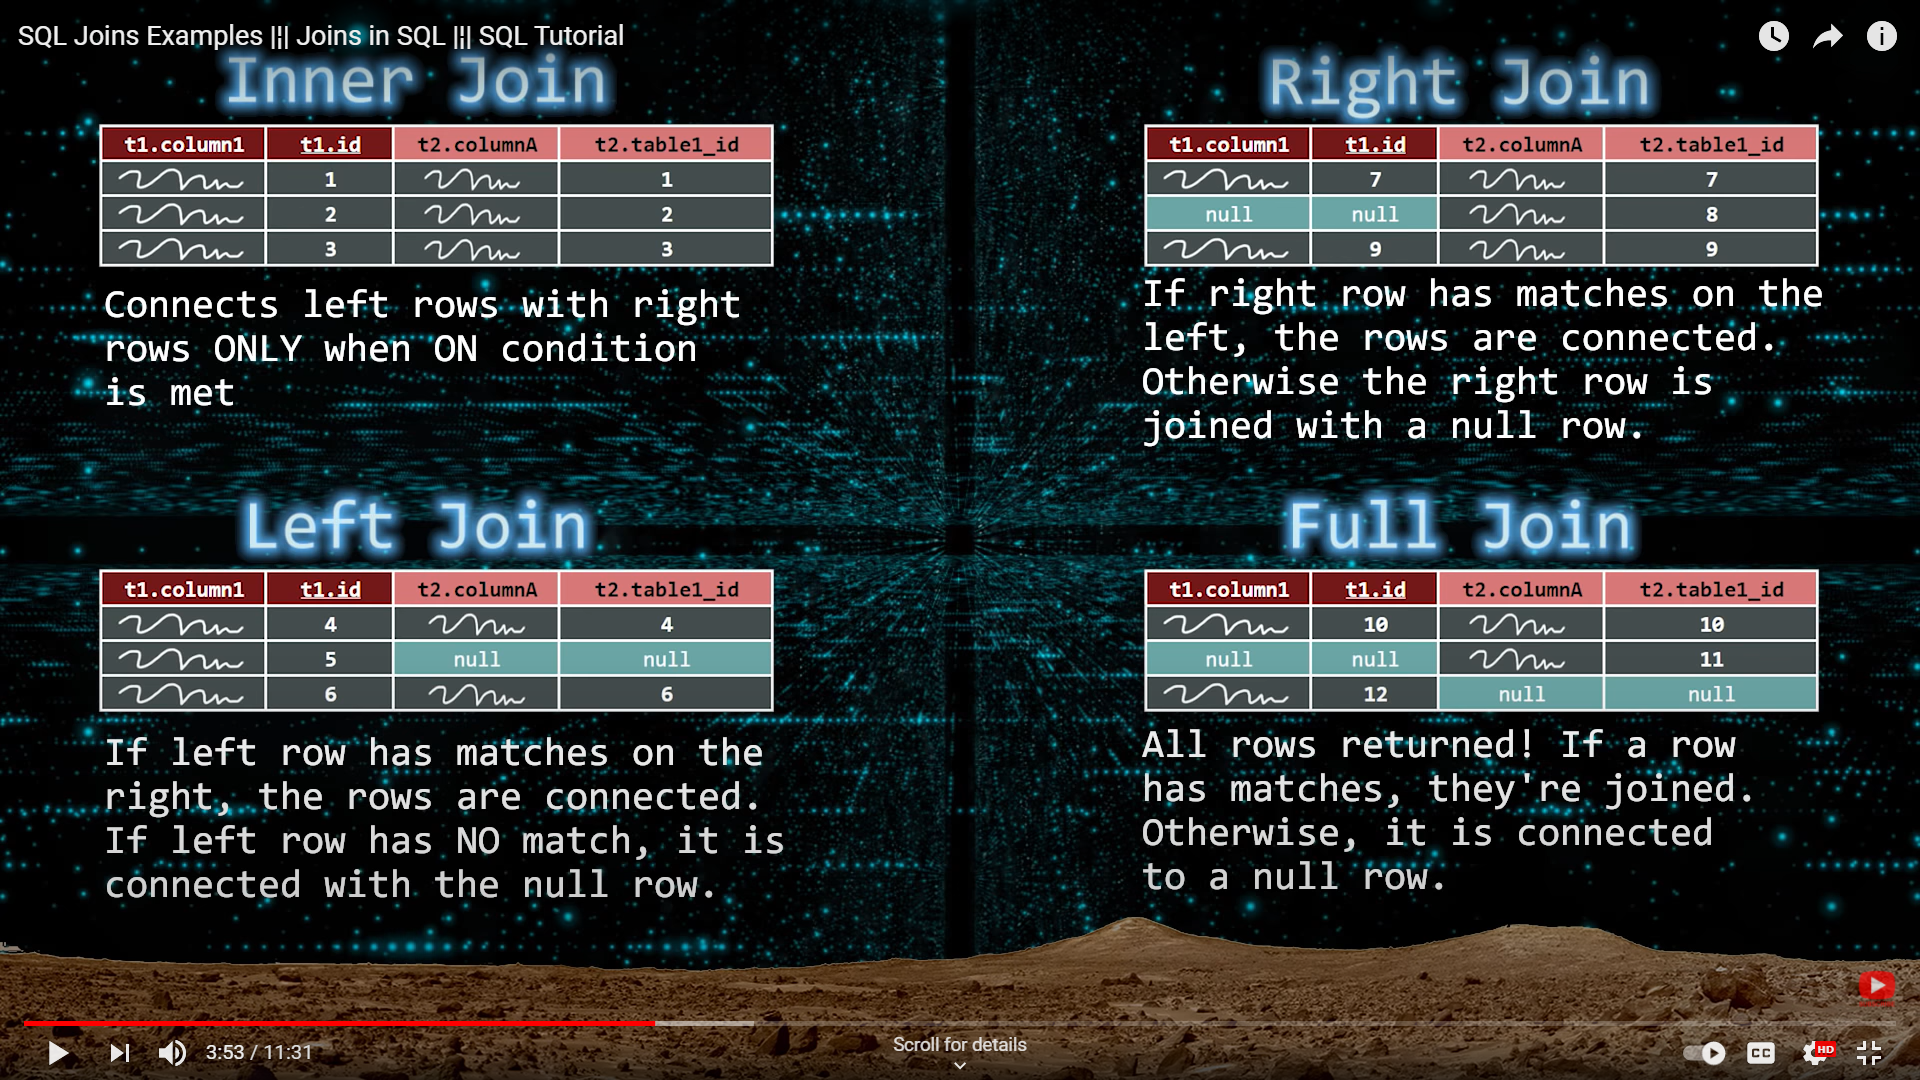 SQL Joins Examples ||| Joins in SQL ||| SQL Tutorial
Inner Join
t1.column1 t1.id t2.columnA t2.table1_id
1 1
2 2
3 3
Connects left rows with right
rows ONLY when ON condition
is met
Right Join
t1.column1 t1.id t2.columnA t2.table1_id
7 7
null null 8
9 9
If right row has matches on the
left, the rows are connected.
Otherwise the right row is
joined with a null row.
Left Join
t1.column1 t1.id t2.columnA t2.table1_id
4 4
5 null null
6 6
If left row has matches on the
right, the rows are connected.
If left row has NO match, it is
connected with the null row.
Full Join
t1.column1 t1.id t2.columnA t2.table1_id
10 10
null null 11
12 null null
All rows returned! If a row
has matches, they're joined.
Otherwise, it is connected
to a null row.
3:53 / 11:31
Scroll for details
CC
HD